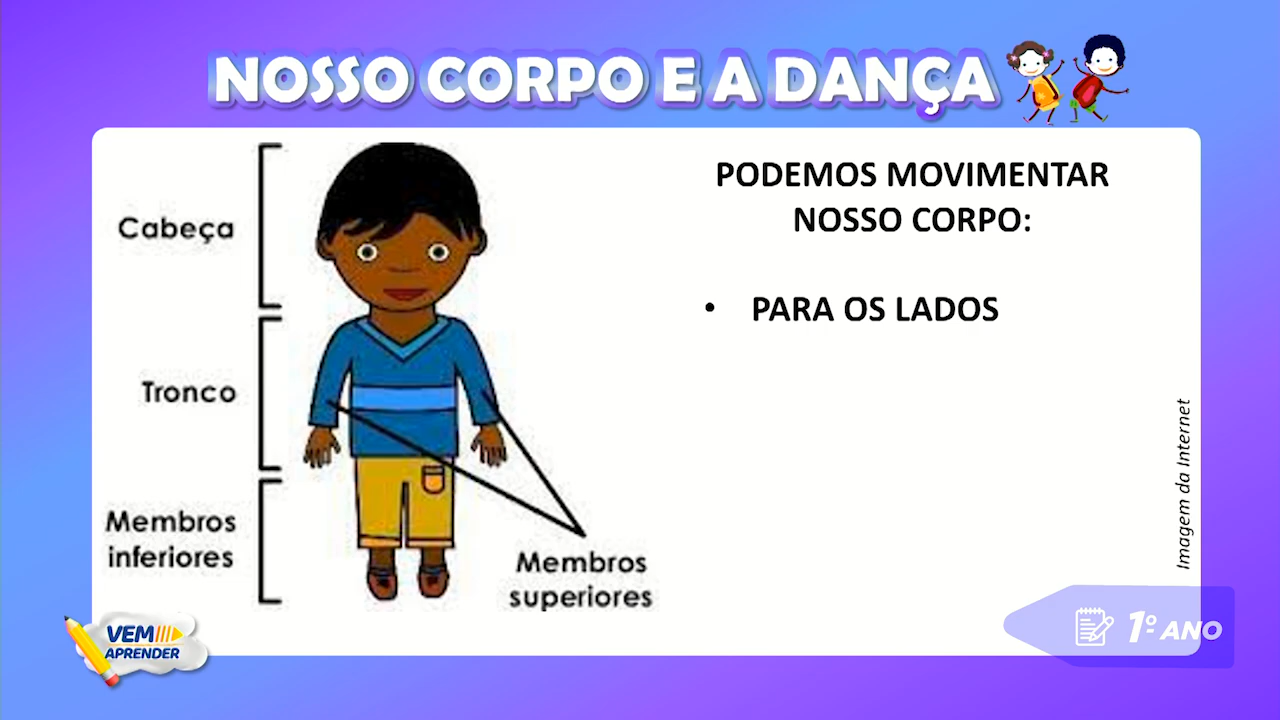 NOSSO CORPO E A DANÇA
Cabeça
Tronco
Membros
inferiores
Membros
superiores
PODEMOS MOVIMENTAR
NOSSO CORPO:
• PARA OS LADOS
Imagem da Internet
VEM
APRENDER
1º ANO